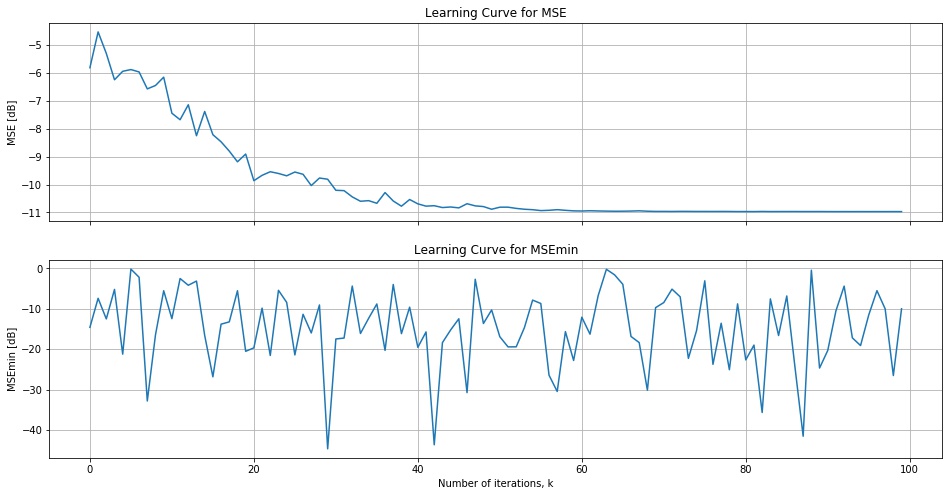 Learning Curve for MSE
MSE [dB]
−5
−6
−7
−8
−9
−10
−11
Learning Curve for MSEmin
MSEmin [dB]
0
−10
−20
−30
−40
0 20 40 60 80 100
Number of iterations, k